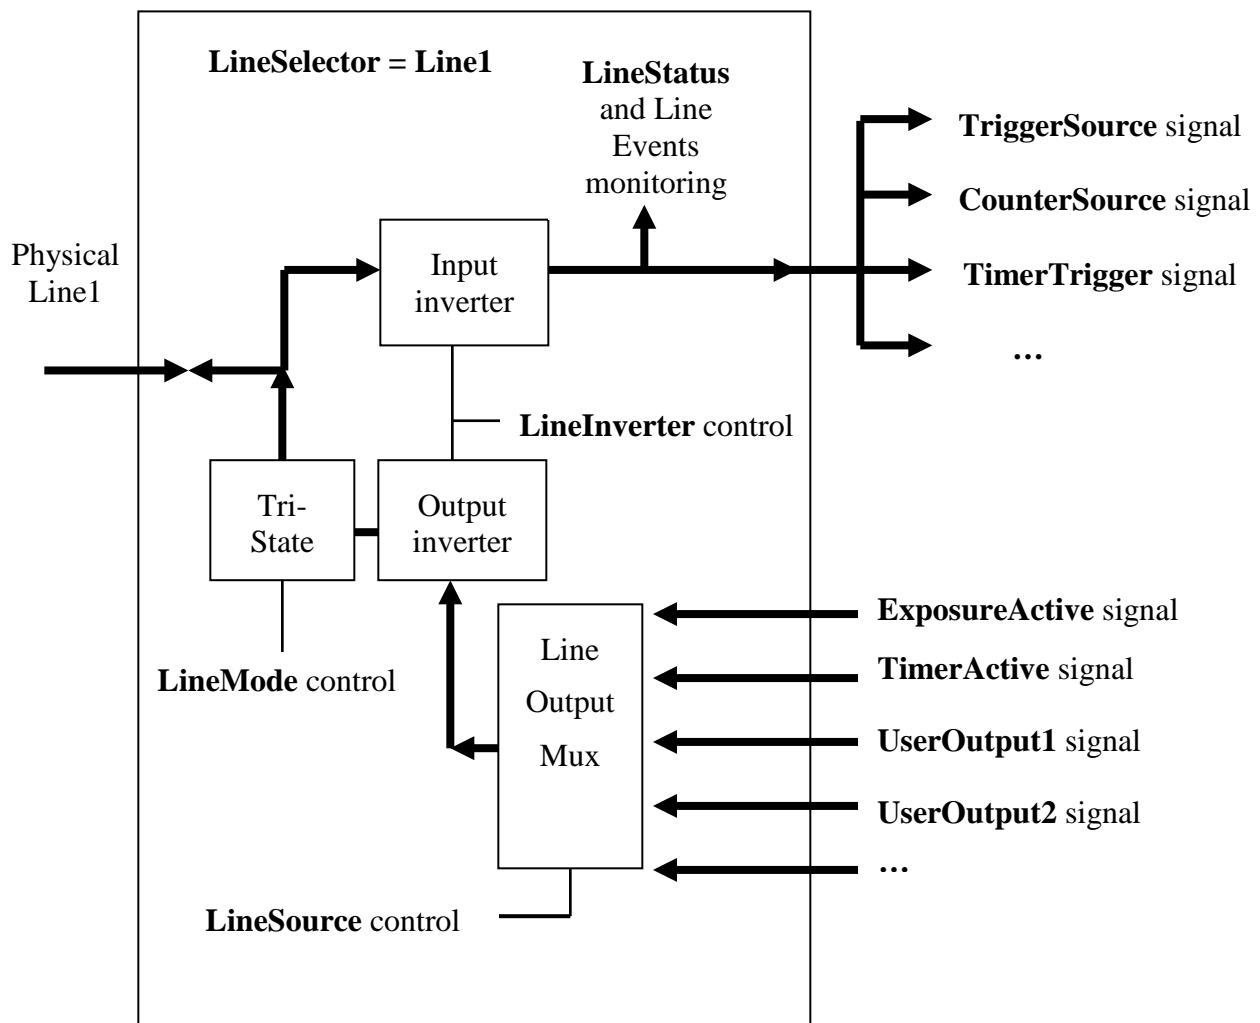 LineSelector = Line1
LineStatus
and Line
Events
monitoring
TriggerSource signal
CounterSource signal
TimerTrigger signal
...
Physical
Line1
Input
inverter
LineInverter control
Tri-
State
Output
inverter
LineMode control
Line
Output
Mux
ExposureActive signal
TimerActive signal
UserOutput1 signal
UserOutput2 signal
...
LineSource control